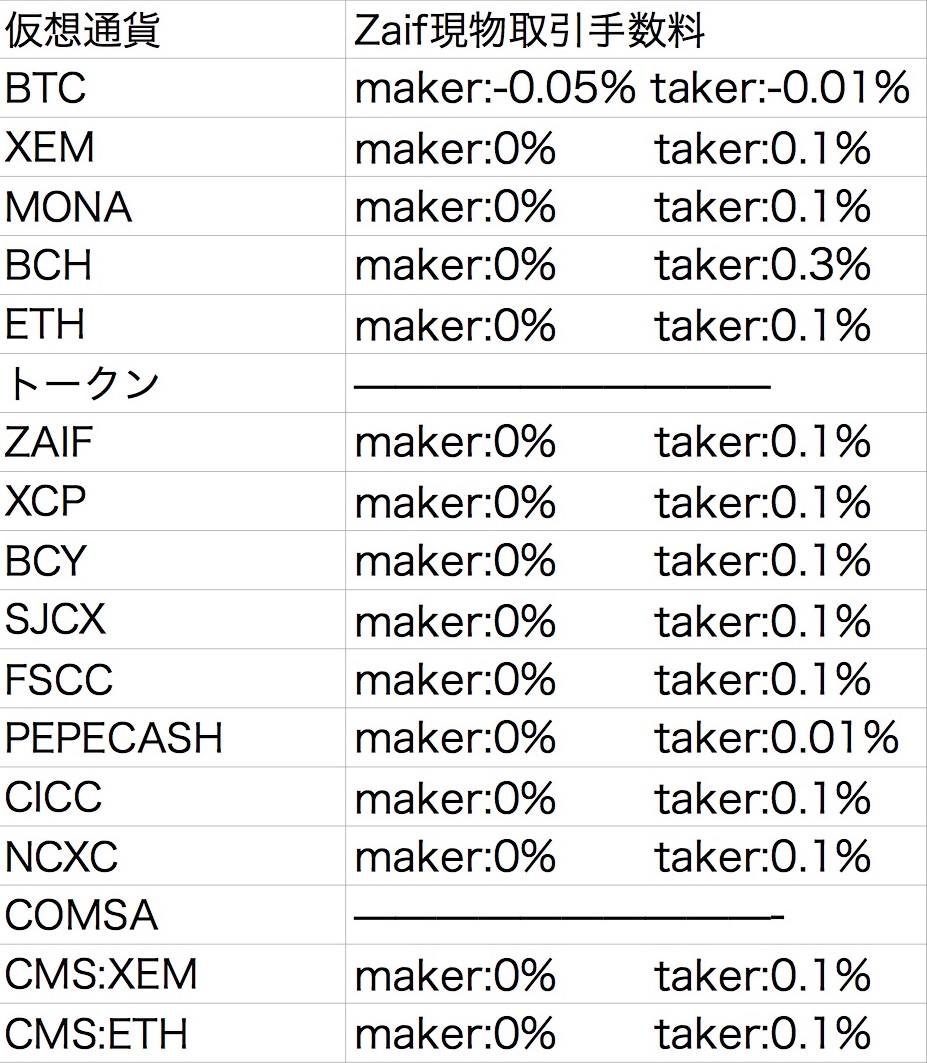 仮想通貨 Zaif現物取引手数料
BTC maker:-0.05% taker:-0.01%
XEM maker:0% taker:0.1%
MONA maker:0% taker:0.1%
BCH maker:0% taker:0.3%
ETH maker:0% taker:0.1%
トークン ——————————
ZAIF maker:0% taker:0.1%
XCP maker:0% taker:0.1%
BCY maker:0% taker:0.1%
SJCX maker:0% taker:0.1%
FSCC maker:0% taker:0.1%
PEPECASH maker:0% taker:0.01%
CICC maker:0% taker:0.1%
NCXC maker:0% taker:0.1%
COMSA ——————————-
CMS:XEM maker:0% taker:0.1%
CMS:ETH maker:0% taker:0.1%